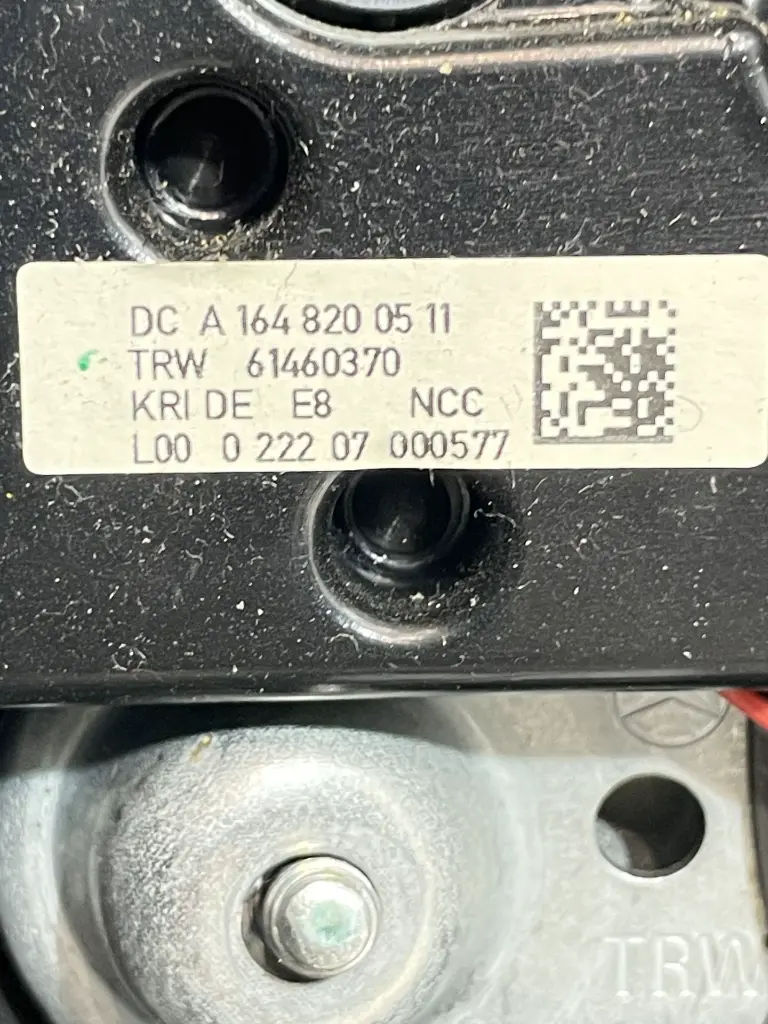 DC A 164 820 05 11
TRW 61460370
KRI DE E8 NCC
L00 0 222 07 000577
TRW